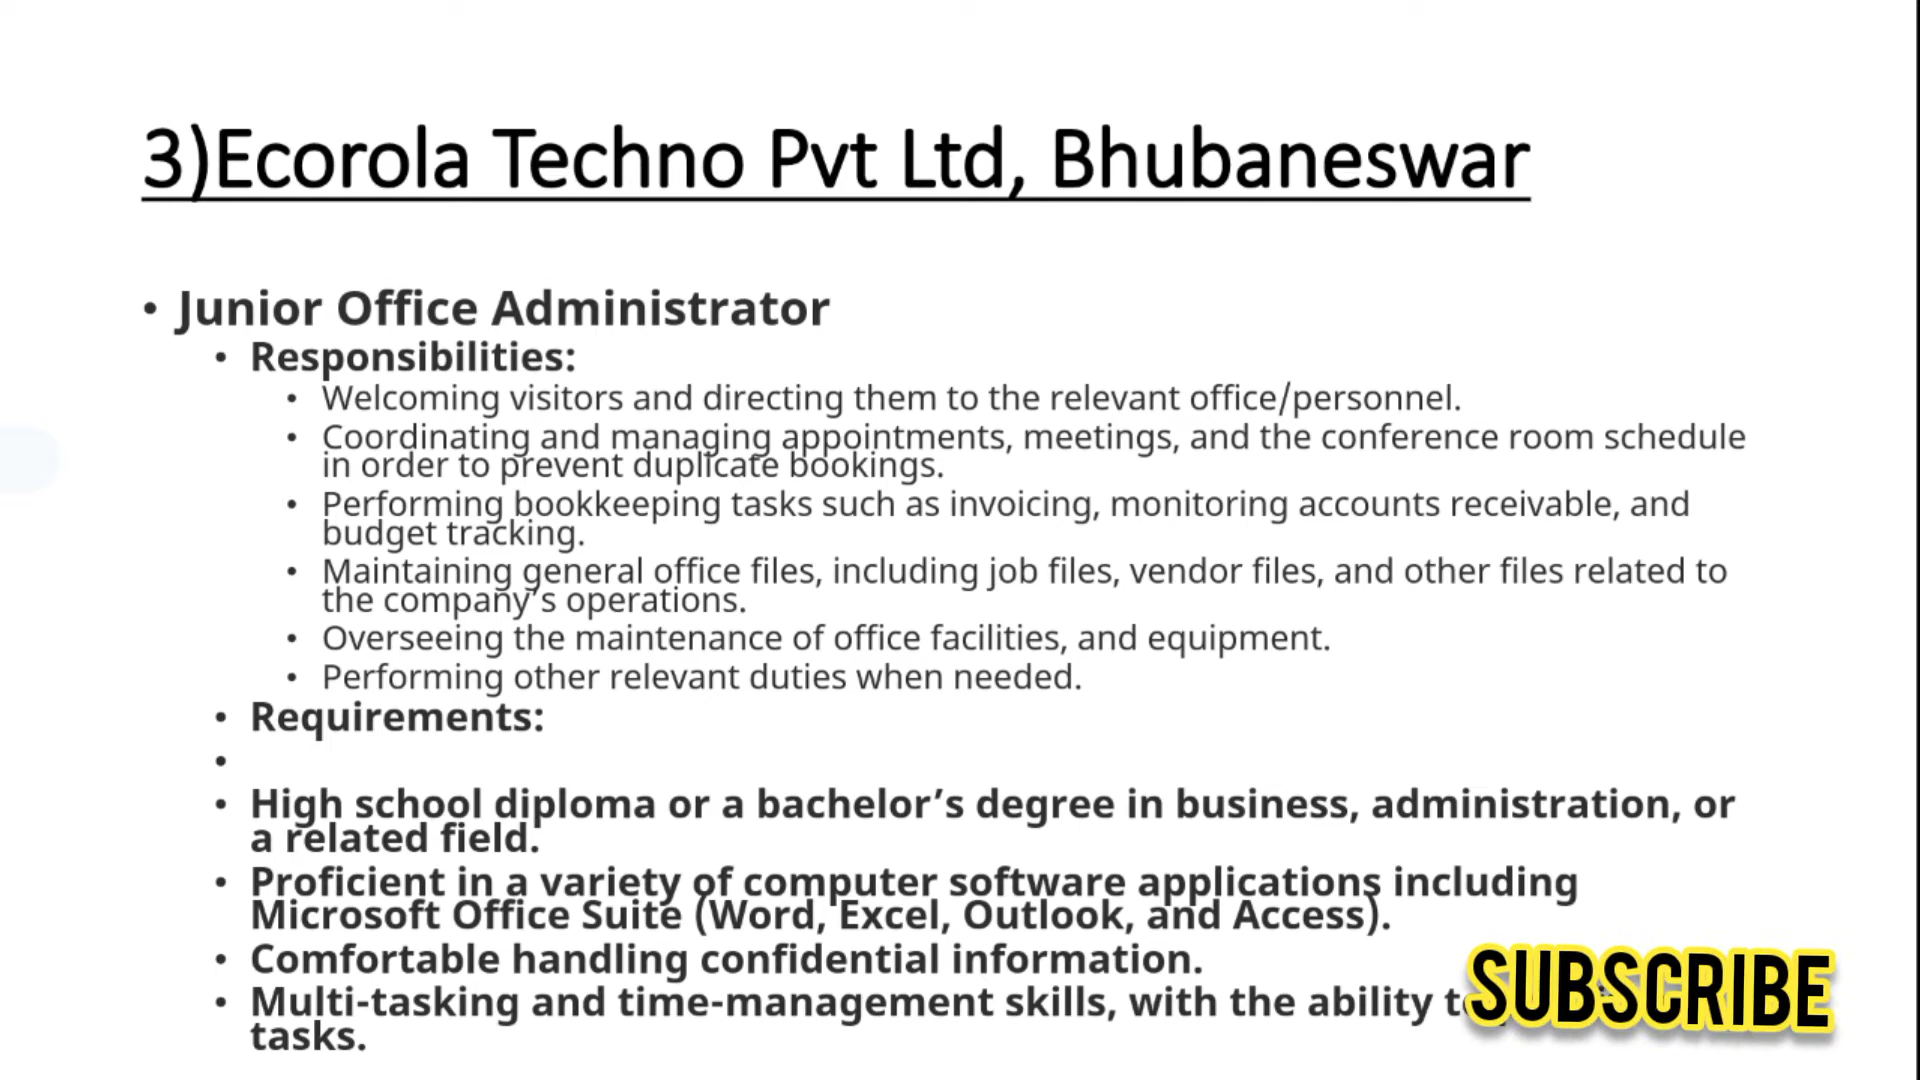 3)Ecorola Techno Pvt Ltd, Bhubaneswar
• Junior Office Administrator
• Responsibilities:
• Welcoming visitors and directing them to the relevant office/personnel.
• Coordinating and managing appointments, meetings, and the conference room schedule
in order to prevent duplicate bookings.
• Performing bookkeeping tasks such as invoicing, monitoring accounts receivable, and
budget tracking.
• Maintaining general office files, including job files, vendor files, and other files related to
the company’s operations.
• Overseeing the maintenance of office facilities, and equipment.
• Performing other relevant duties when needed.
• Requirements:
•
• High school diploma or a bachelor’s degree in business, administration, or
a related field.
• Proficient in a variety of computer software applications including
Microsoft Office Suite (Word, Excel, Outlook, and Access).
• Comfortable handling confidential information.
• Multi-tasking and time-management skills, with the ability
tasks.
SUBSCRIBE